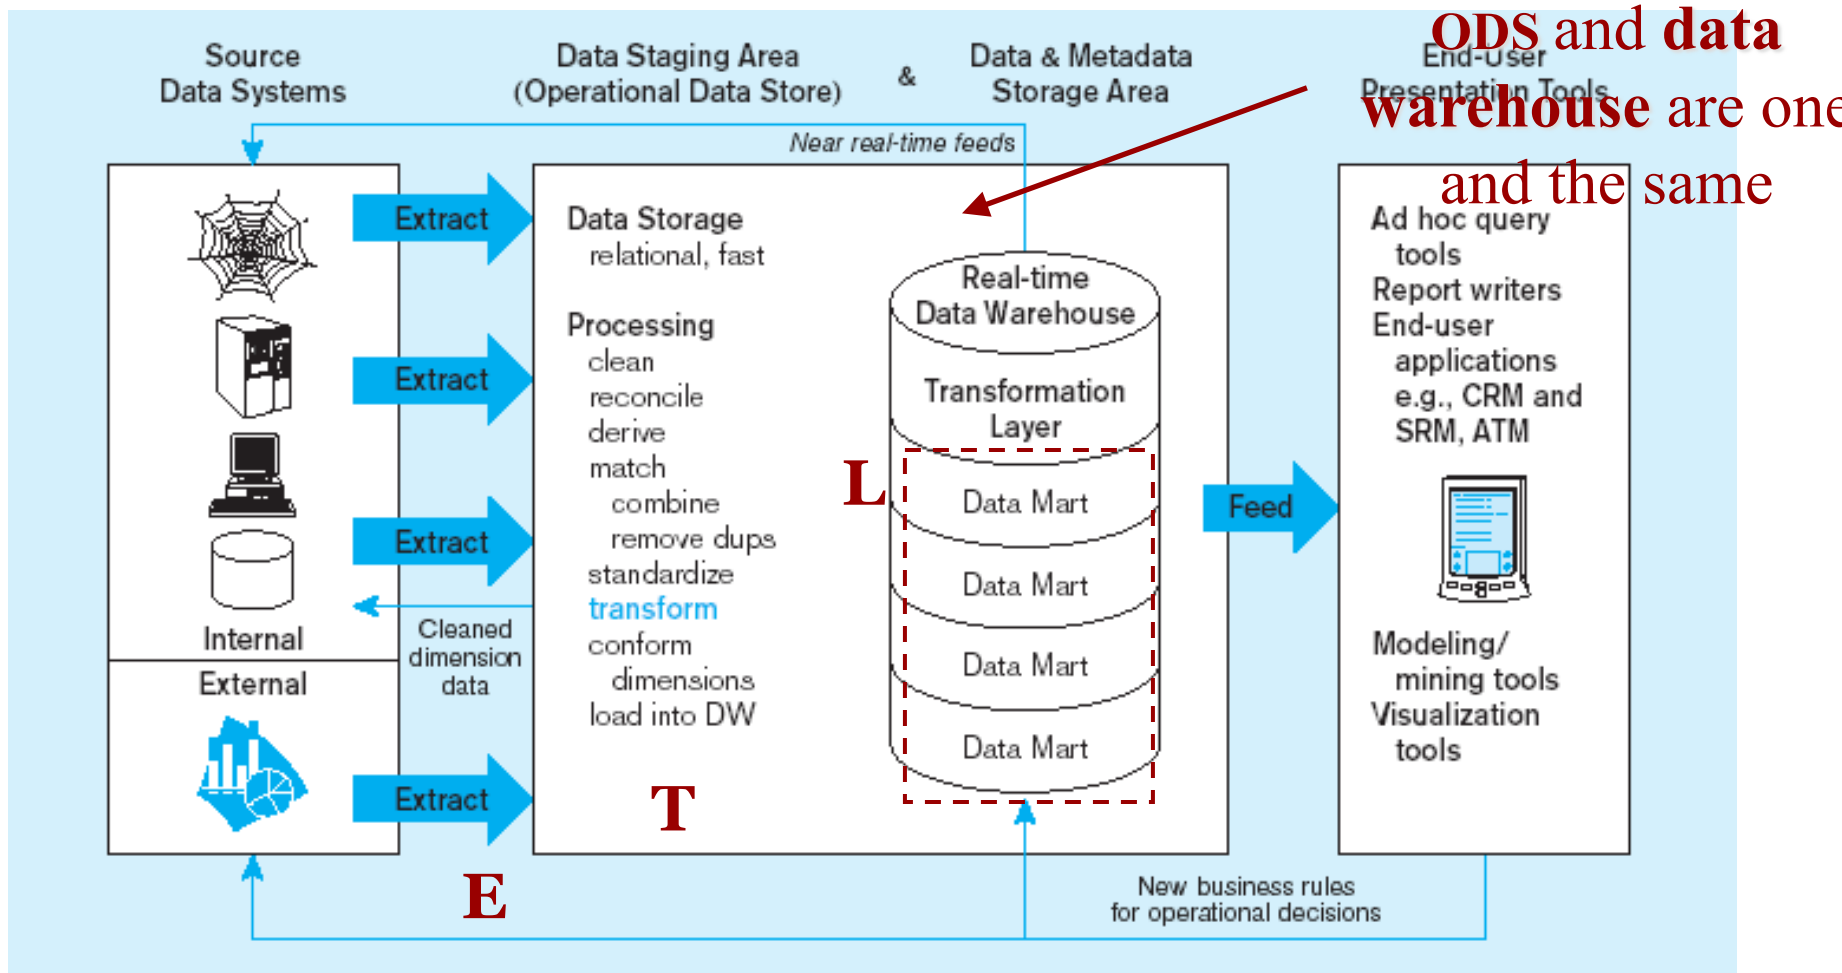 Source
Data Systems
Data Staging Area
(Operational Data Store)
&
Data & Metadata
Storage Area
End-User
Presentation Tools
ODS and data
warehouse are one
and the same
Near real-time feeds
Extract
Extract
Extract
Extract
Internal
External
Cleaned
dimension
data
Data Storage
relational, fast
Processing
clean
reconcile
derive
match
combine
remove dups
standardize
transform
conform
dimensions
load into DW
Real-time
Data Warehouse
Transformation
Layer
Data Mart
Data Mart
Data Mart
Data Mart
L
T
E
Feed
Ad hoc query
tools
Report writers
End-user
applications
e.g., CRM and
SRM, ATM
Modeling/
mining tools
Visualization
tools
New business rules
for operational decisions